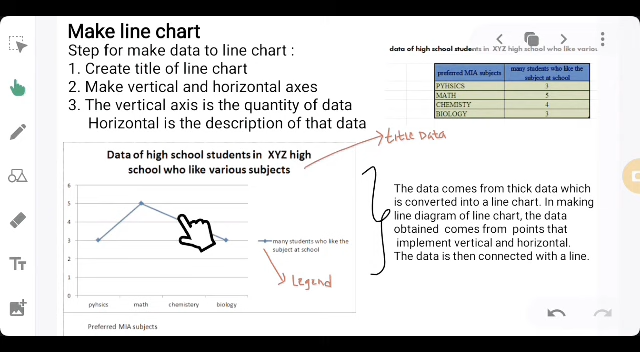 Make line chart
Step for make data to line chart :
1. Create title of line chart
2. Make vertical and horizontal axes
3. The vertical axis is the quantity of data
Horizontal is the description of that data
data of high school students in XYZ high school who like variou
preferred MIA subjects many students who like the subject at school
PYHSICS 3
MATH 5
CHEMISTY 4
BIOLOGY 3
title Data
Data of high school students in XYZ high
school who like various subjects
6
5
4
3
2
1
0
pyhsics math chemistery biology
many students who like the
subject at school
Legend
Preferred MIA subjects
The data comes from thick data which
is converted into a line chart. In making
line diagram of line chart, the data
obtained comes from points that
implement vertical and horizontal.
The data is then connected with a line.
Tт